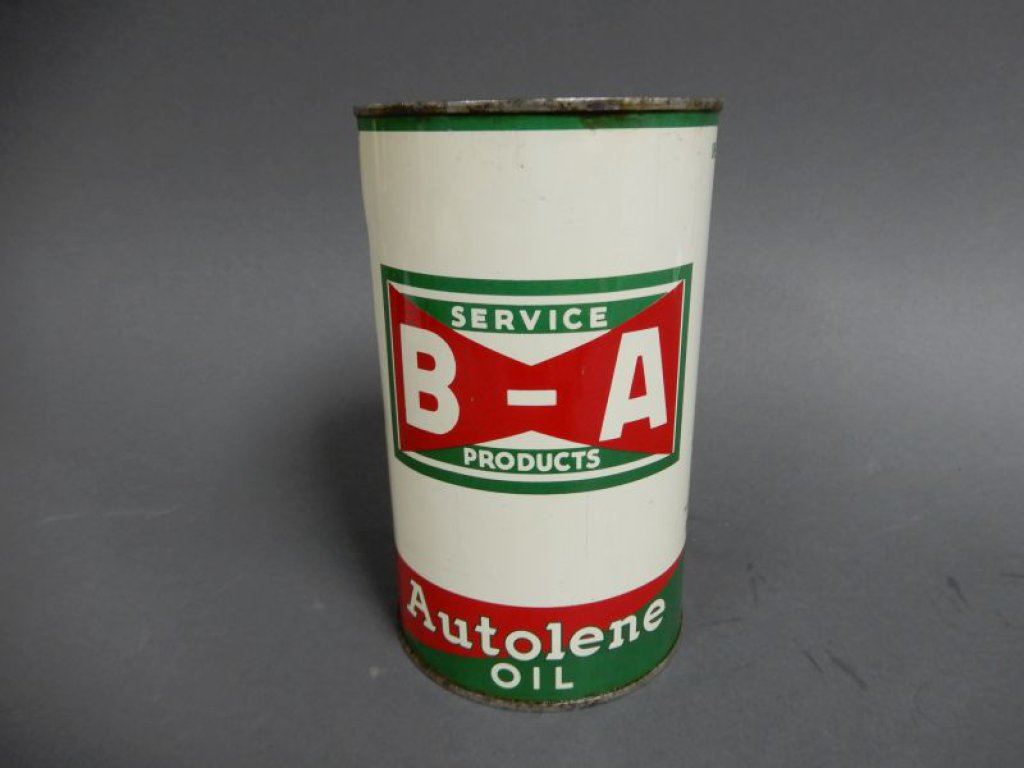 SERVICE
B-A
PRODUCTS
Autolene
OIL